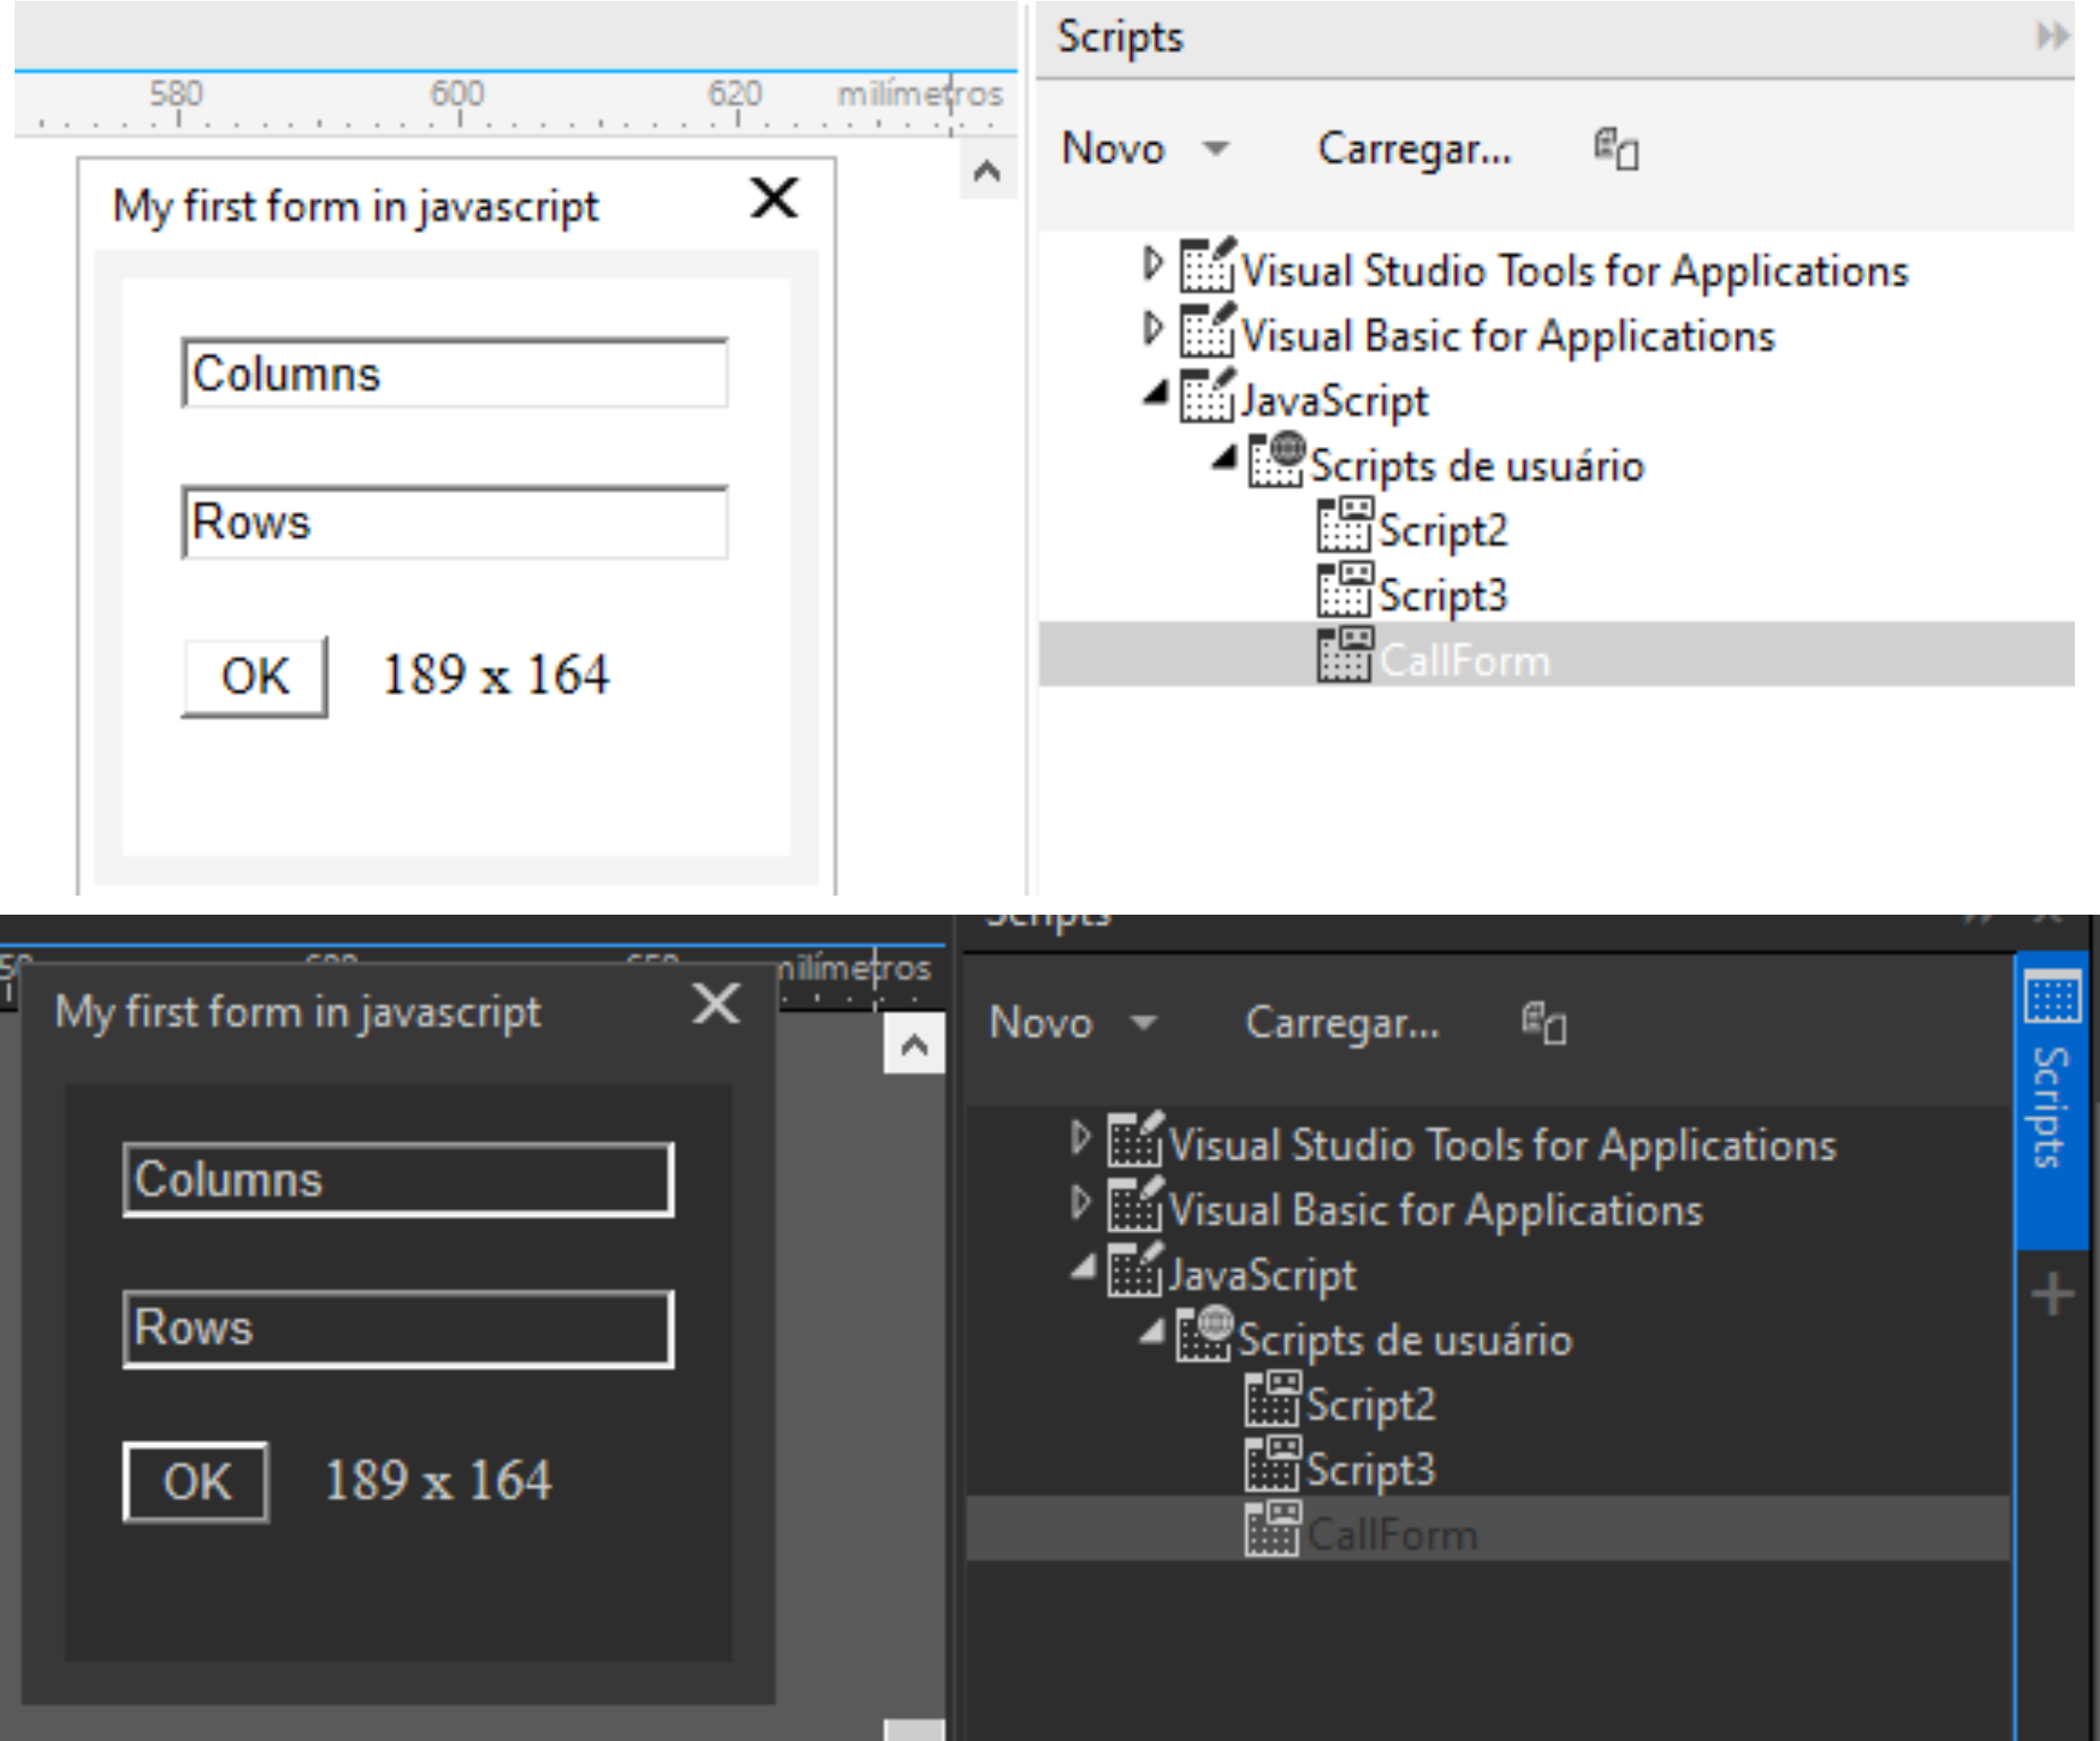 Scripts
580 600 620 milímetros
Novo Carregar...
My first form in javascript
Visual Studio Tools for Applications
Visual Basic for Applications
Columns
JavaScript
Scripts de usuário
Rows
Script2
Script3
OK 189 x 164
CallForm
Scripts
milímetros
My first form in javascript
Novo Carregar...
Scripts
Visual Studio Tools for Applications
Columns
Visual Basic for Applications
JavaScript
Rows
Scripts de usuário
Script2
OK 189 x 164
Script3
CallForm